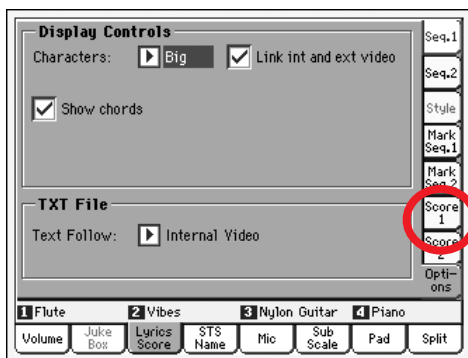 Display Controls
Characters: Big Link int and ext video
Show chords
TXT File
Text Follow: Internal Video
Seq.1
Seq.2
Style
Mark
Seq.1
Mark
Seq.2
Score
1
Score
2
Opti-
ons
1 Flute 2 Vibes 3 Nylon Guitar 4 Piano
Volume
Juke
Box
Lyrics
Score
STS
Name
Mic
Sub
Scale
Pad
Split